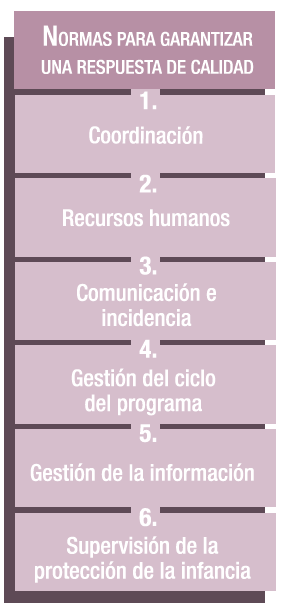 NORMAS PARA GARANTIZAR
UNA RESPUESTA DE CALIDAD
1.
Coordinación
2.
Recursos humanos
3.
Comunicación e
incidencia
4.
Gestión del ciclo
del programa
5.
Gestión de la información
6.
Supervisión de la
protección de la infancia